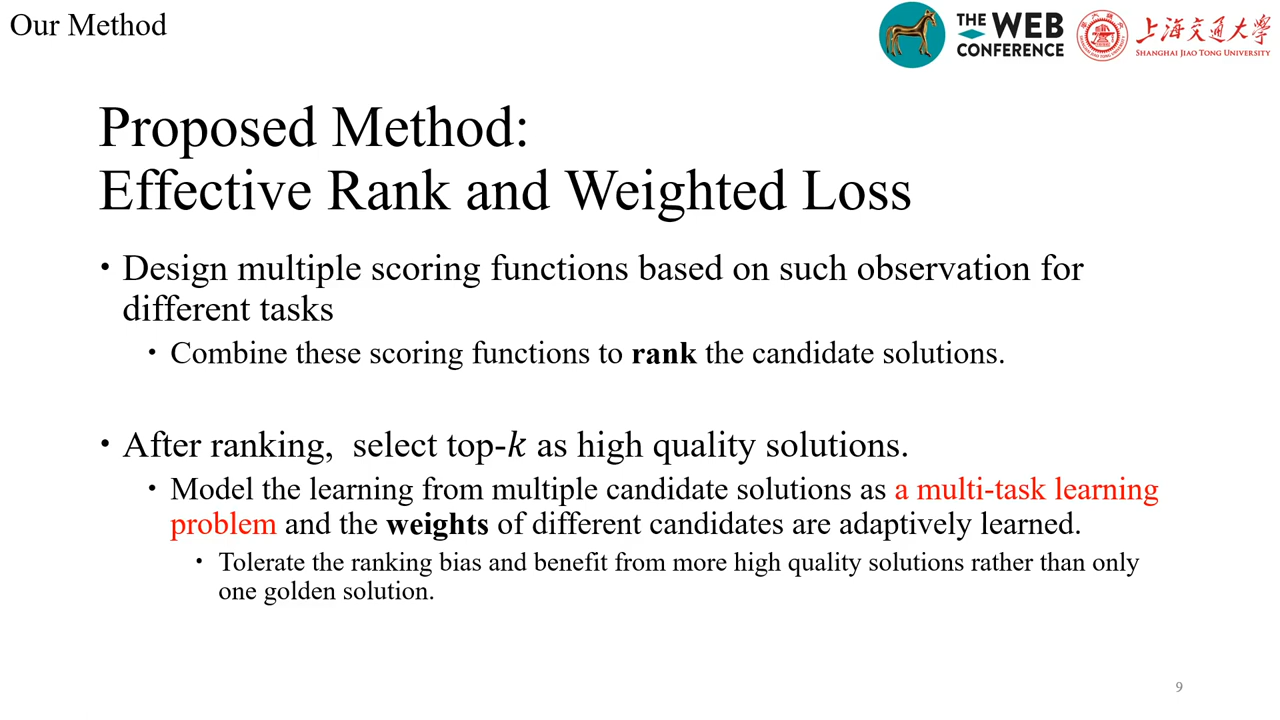 Our Method
THE WEB
CONFERENCE
上海交通大学
SHANGHAI JIAO TONG UNIVERSITY
Proposed Method:
Effective Rank and Weighted Loss
• Design multiple scoring functions based on such observation for
different tasks
• Combine these scoring functions to rank the candidate solutions.
• After ranking,  select top-k as high quality solutions.
• Model the learning from multiple candidate solutions as a multi-task learning
problem and the weights of different candidates are adaptively learned.
• Tolerate the ranking bias and benefit from more high quality solutions rather than only
one golden solution.
9